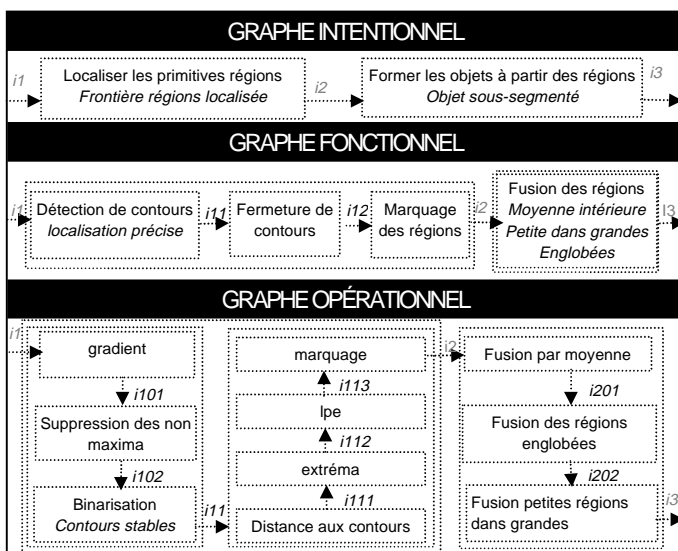 GRAPHE INTENTIONNEL
i1
Localiser les primitives régions
Frontière régions localisée
i2
Former les objets à partir des régions
Objet sous-segmenté
i3
GRAPHE FONCTIONNEL
i1
Détection de contours
localisation précise
i11
Fermeture de
contours
i12
Marquage
des régions
i2
Fusion des régions
Moyenne intérieure
Petite dans grandes
Englobées
I3
GRAPHE OPÉRATIONNEL
i1
gradient
i101
Suppression des non
maxima
i102
Binarisation
Contours stables
i11
marquage
i113
lpe
i112
extréma
i111
Distance aux contours
i2
Fusion par moyenne
i201
Fusion des régions
englobées
i202
Fusion petites régions
dans grandes
i3